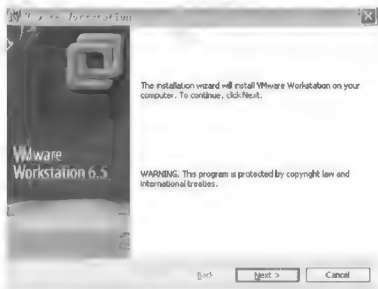 VMware
Workstation 6.5
The installation wizard will install VMware Workstation on your
computer. To continue, click Next.
WARNING: This program is protected by copyright law and
international treaties.
Back
Next >
Cancel